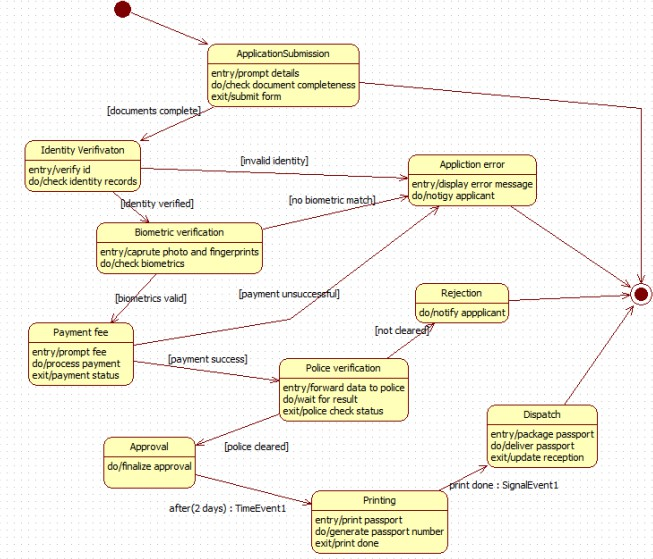 ApplicationSubmission
entry/prompt details
do/check document completeness
exit/submit form
[documents complete]
Identity Verifivaton
entry/verify id
do/check identity records
[invalid identity]
Appliction error
entry/display error message
do/notigy applicant
[identity verified]
[no biometric match]
Biometric verification
entry/caprute photo and fingerprints
do/check biometrics
[biometrics valid]
[payment unsuccessful]
Rejection
do/notify appplicant
Payment fee
entry/prompt fee
do/process payment
exit/payment status
[not cleared]
[payment success]
Police verification
entry/forward data to police
do/wait for result
exit/police check status
Dispatch
entry/package passport
do/deliver passport
exit/update reception
Approval
do/finalize approval
[police cleared]
print done : SignalEvent1
after(2 days) : TimeEvent1
Printing
entry/print passport
do/generate passport number
exit/print done